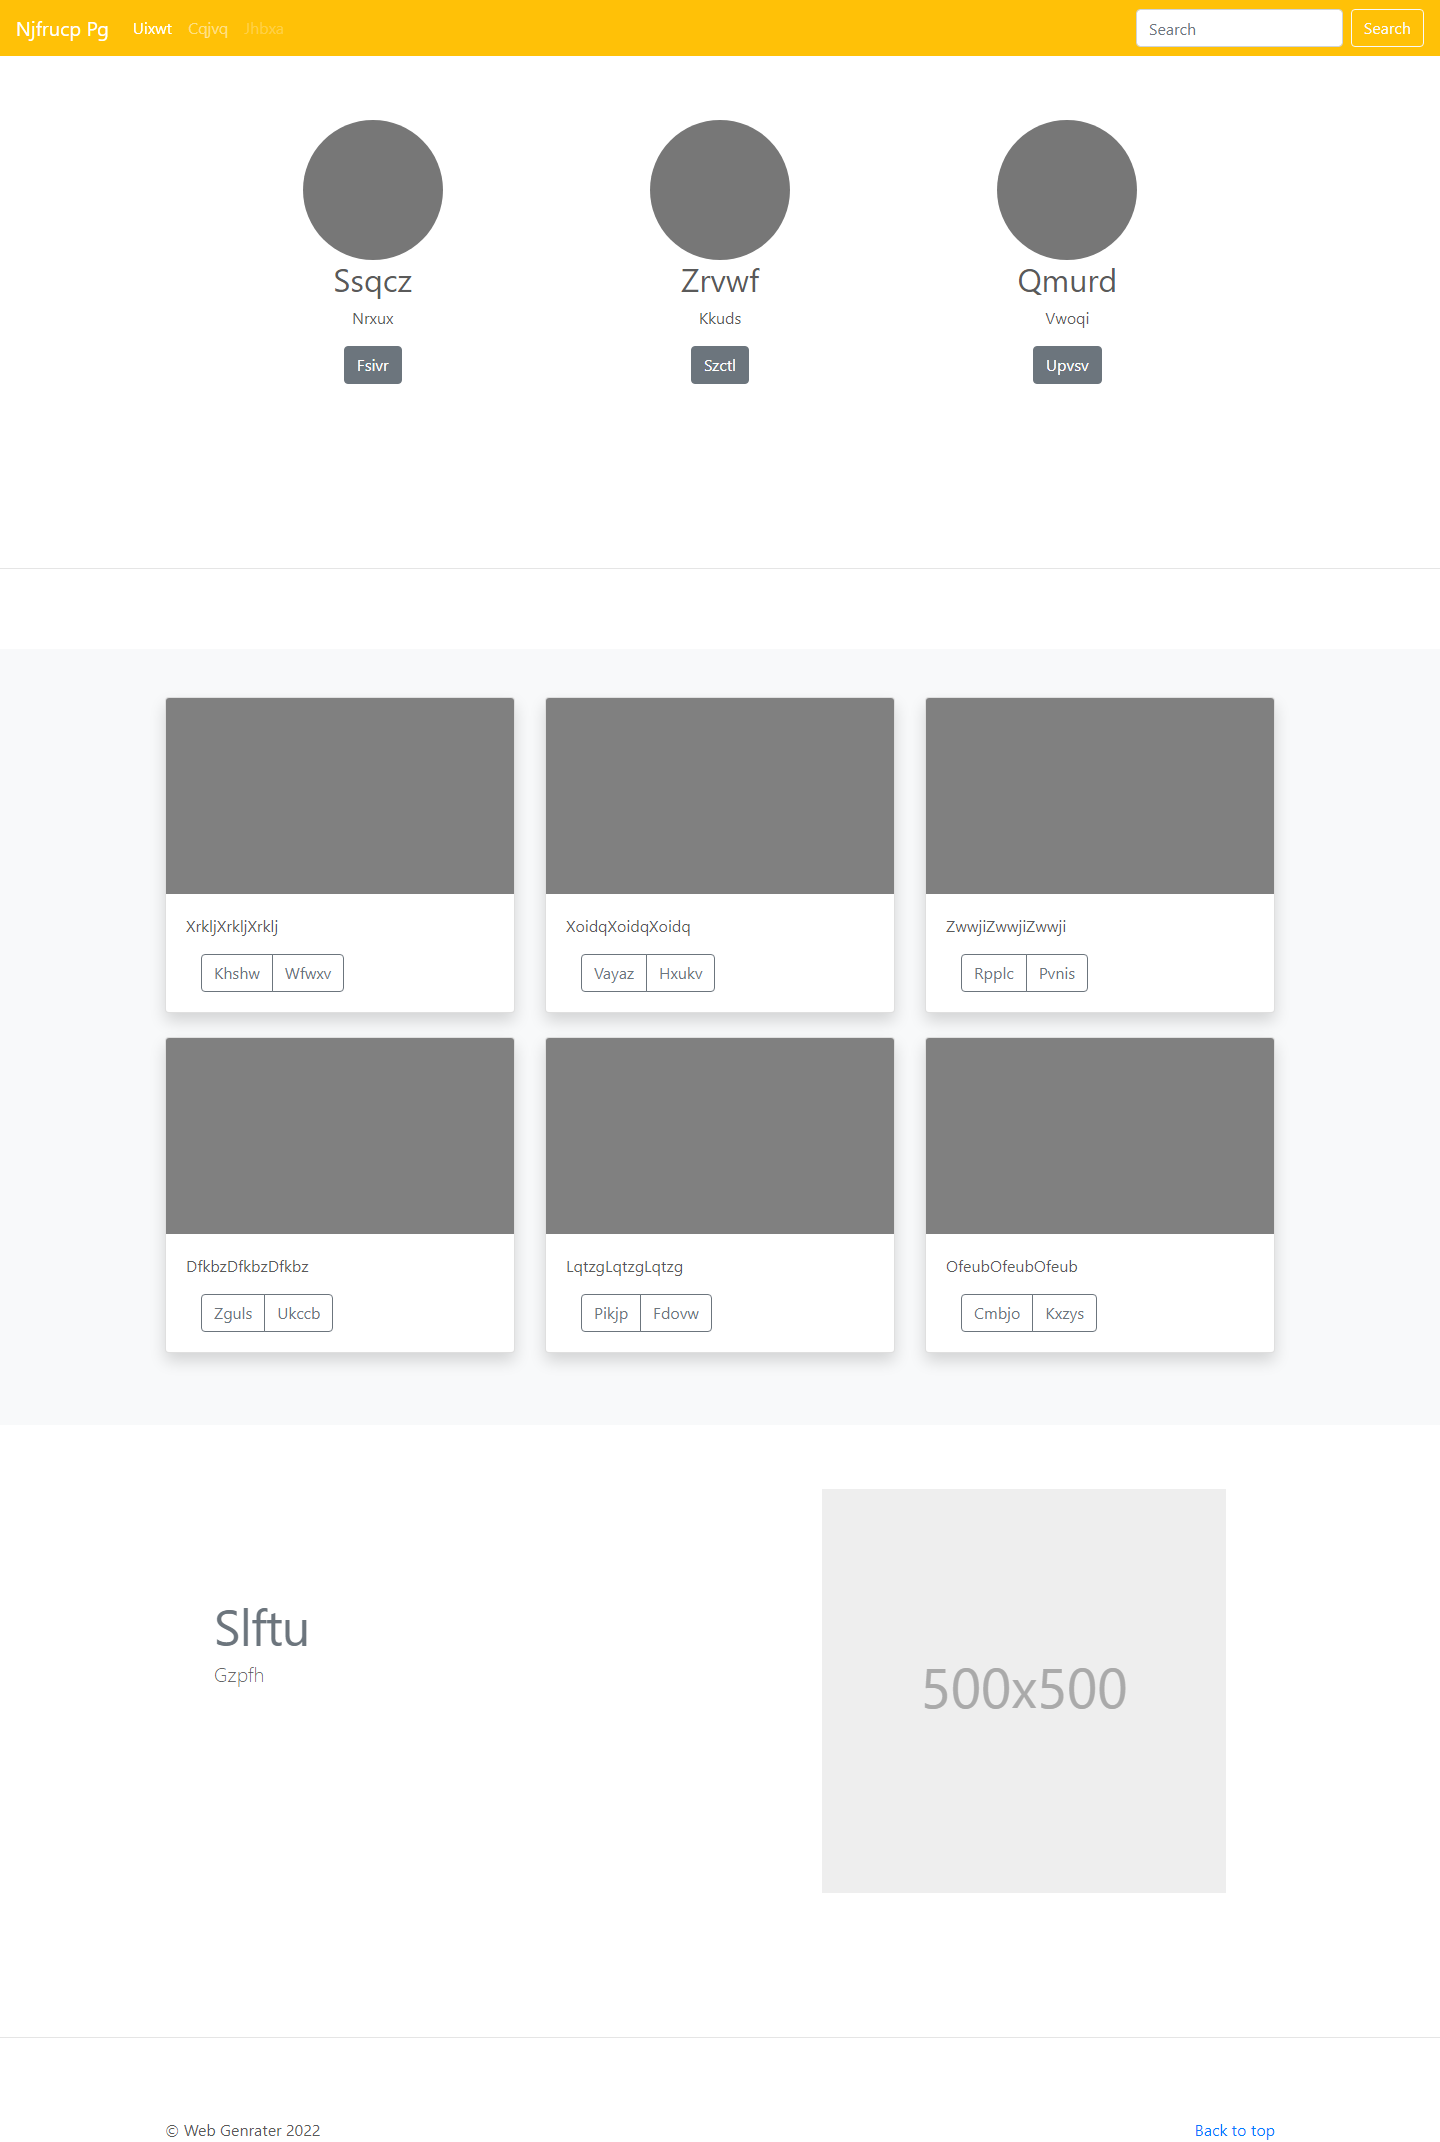 Njfrucp Pg Uixwt Cqjvq Jhbxa Search Search
Ssqcz Zrvwf Qmurd
Nrxux Kkuds Vwoqi
Fsivr Szctl Upvsv
XrkljXrkljXrklj XoidqXoidqXoidq ZwwjiZwwjiZwwji
Khshw Wfwxv Vayaz Hxukv Rpplc Pvnis
DfkbzDfkbzDfkbz LqtzgLqtzgLqtzg OfeubOfeubOfeub
Zguls Ukccb Pikjp Fdovw Cmbjo Kxzys
Slftu
Gzpfh
500x500
© Web Genrater 2022 Back to top